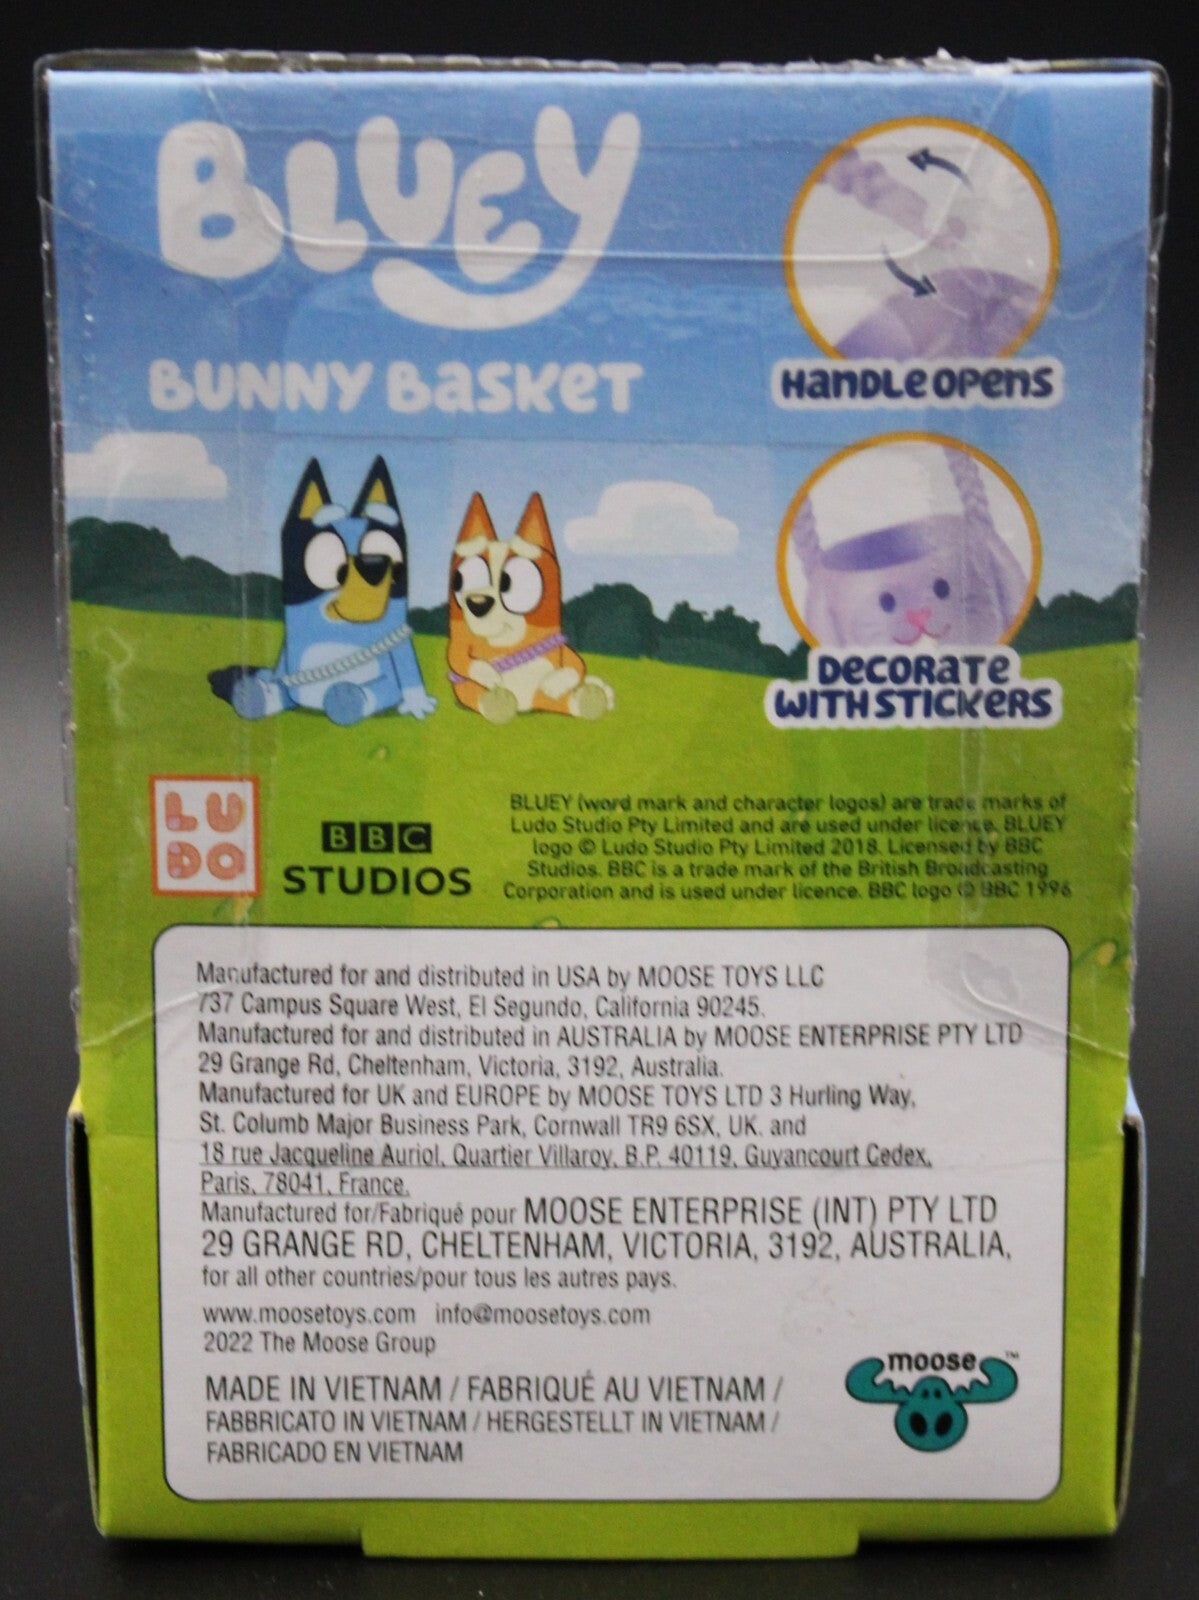 BLUEY
BUNNY BASKET
HANDLE OPENS
DECORATE
WITH STICKERS
LU
DO
BBC
STUDIOS
BLUEY (word mark and character logos) are trade marks of
Ludo Studio Pty Limited and are used under licence. BLUEY
logo © Ludo Studio Pty Limited 2018. Licensed by BBC
Studios. BBC is a trade mark of the British Broadcasting
Corporation and is used under licence. BBC logo © BBC 1996
Manufactured for and distributed in USA by MOOSE TOYS LLC
737 Campus Square West, El Segundo, California 90245.
Manufactured for and distributed in AUSTRALIA by MOOSE ENTERPRISE PTY LTD
29 Grange Rd, Cheltenham, Victoria, 3192, Australia.
Manufactured for UK and EUROPE by MOOSE TOYS LTD 3 Hurling Way,
St. Columb Major Business Park, Cornwall TR9 6SX, UK. and
18 rue Jacqueline Auriol, Quartier Villaroy, B.P. 40119, Guyancourt Cedex,
Paris, 78041, France.
Manufactured for/Fabriqué pour MOOSE ENTERPRISE (INT) PTY LTD
29 GRANGE RD, CHELTENHAM, VICTORIA, 3192, AUSTRALIA,
for all other countries/pour tous les autres pays.
www.moosetoys.com info@moosetoys.com
2022 The Moose Group
MADE IN VIETNAM / FABRIQUÉ AU VIETNAM /
FABBRICATO IN VIETNAM / HERGESTELLT IN VIETNAM /
FABRICADO EN VIETNAM
moose™